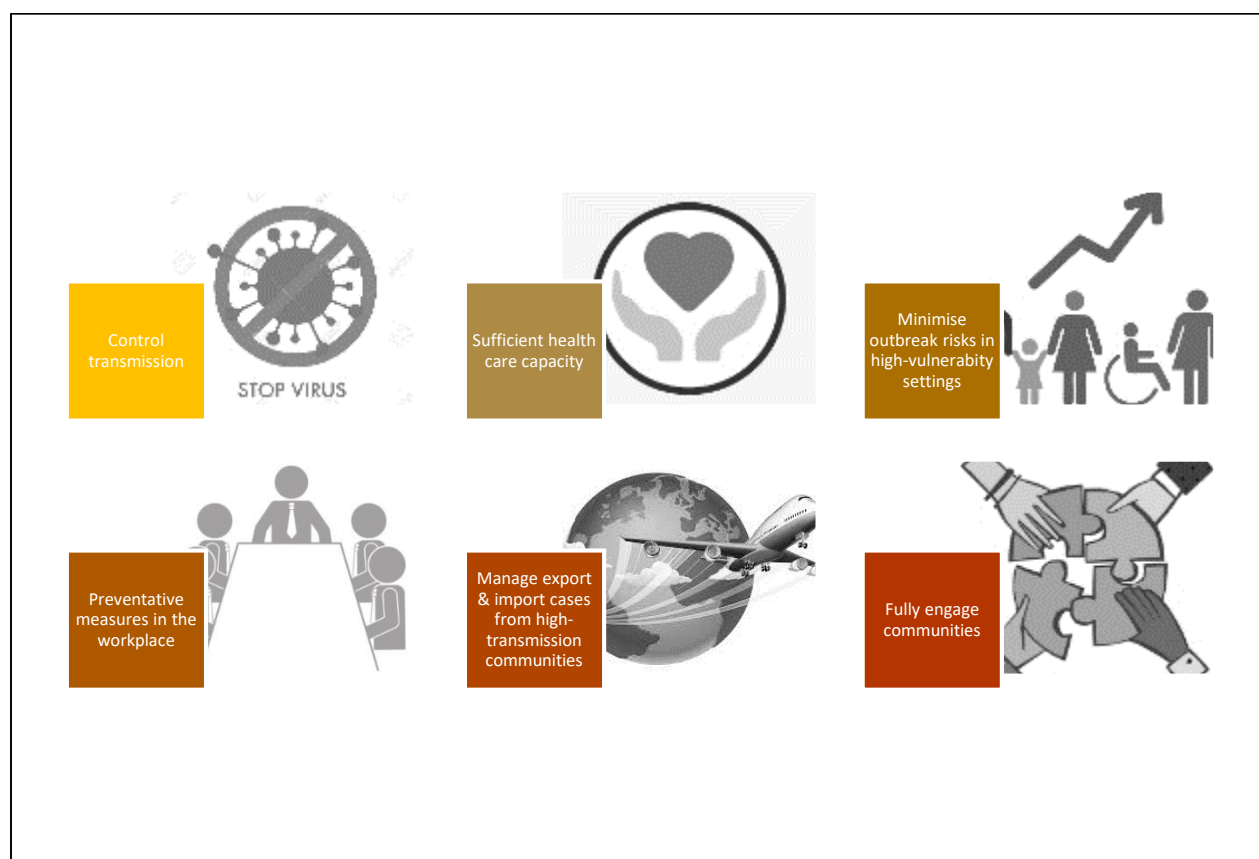 Control
transmission
STOP VIRUS
Sufficient health
care capacity
Minimise
outbreak risks in
high-vulnerabity
settings
Preventative
measures in the
workplace
Manage export
& import cases
from high-
transmission
communities
Fully engage
communities